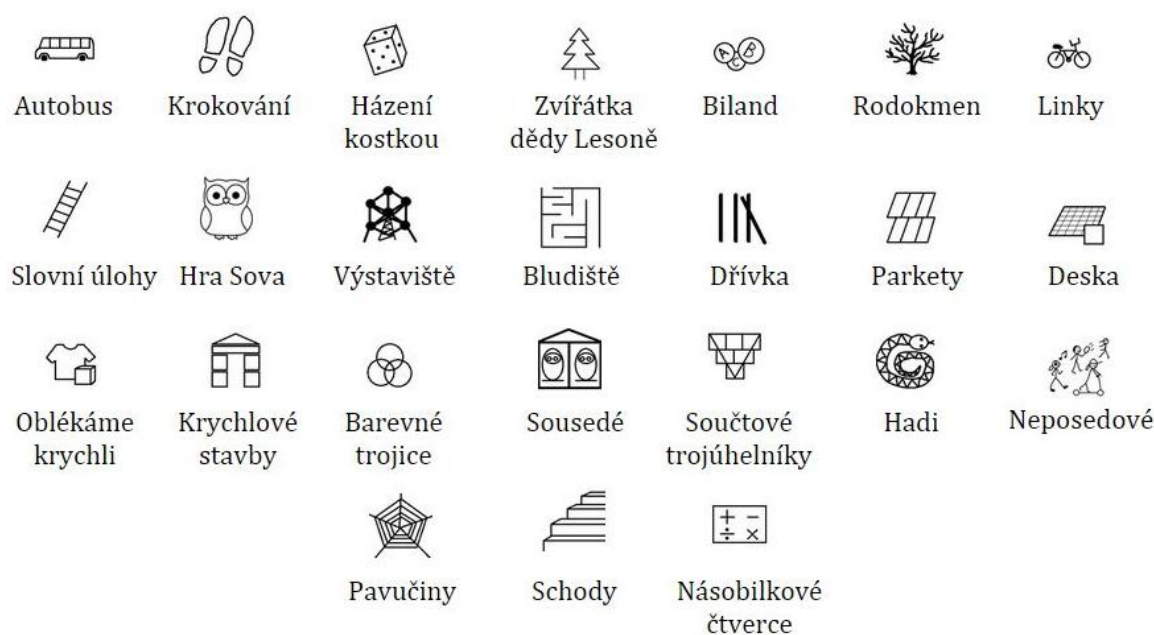 A B C
Autobus Krokování Házení kostkou Zvířátka dědy Lesoně Biland Rodokmen Linky
Slovní úlohy Hra Sova Výstaviště Bludiště Dřívka Parkety Deska
Oblékáme krychli Krychlové stavby Barevné trojice Sousedé Součtové trojúhelníky Hadi Neposedové
+ − ÷ ×
Pavučiny Schody Násobilkové čtverce